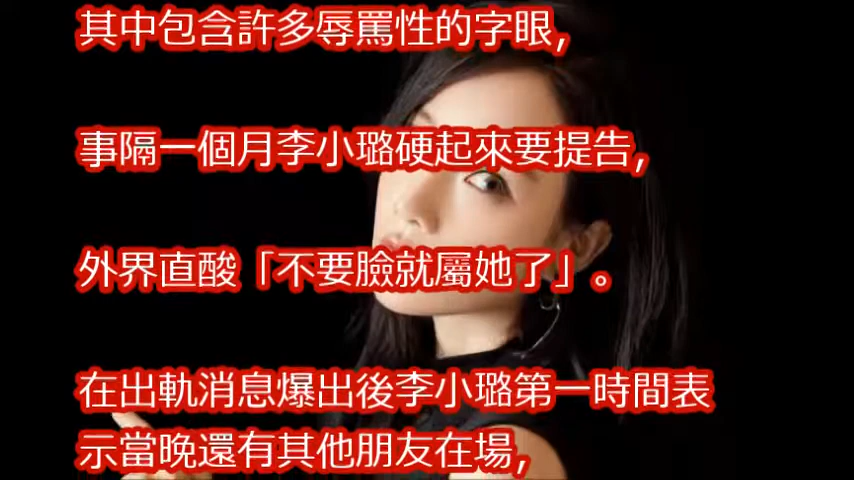 其中包含許多辱罵性的字眼,
事隔一個月李小璐硬起來要提告,
外界直酸「不要臉就屬她了」。
在出軌消息爆出後李小璐第一時間表
示當晚還有其他朋友在場,